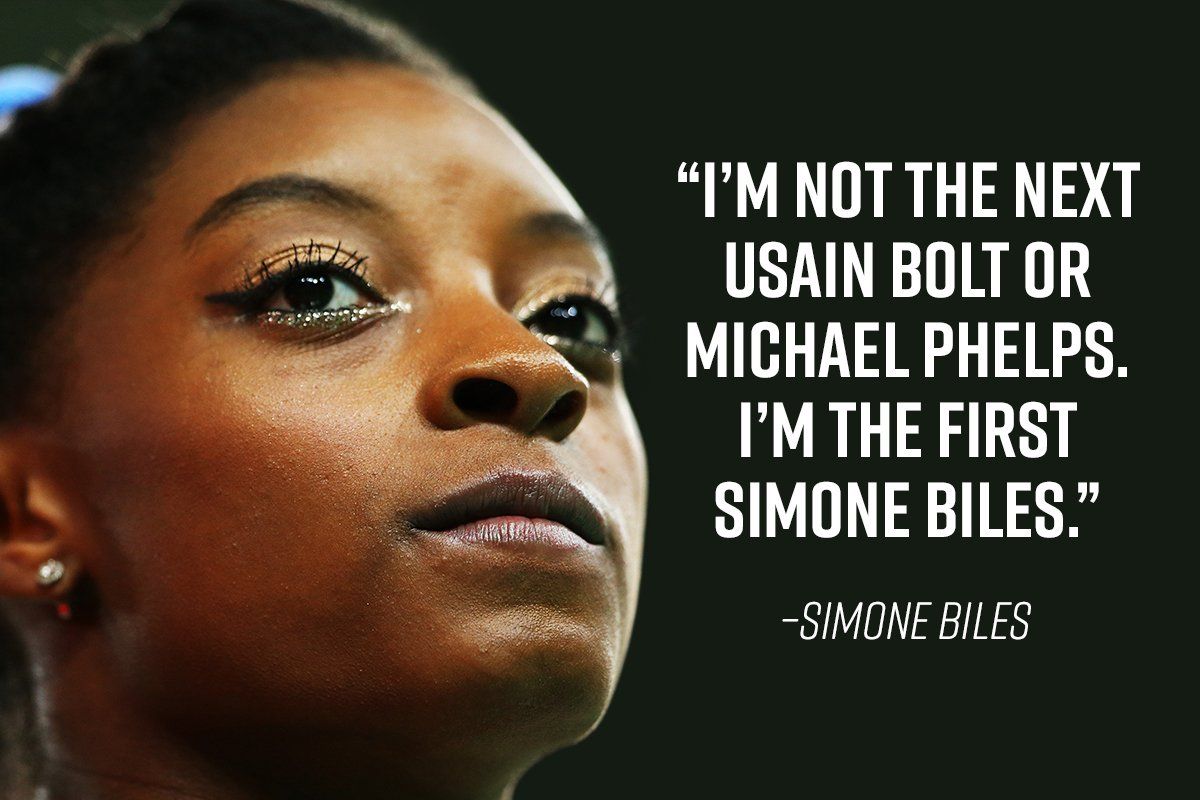 “I’M NOT THE NEXT
USAIN BOLT OR
MICHAEL PHELPS.
I’M THE FIRST
SIMONE BILES.”
–SIMONE BILES